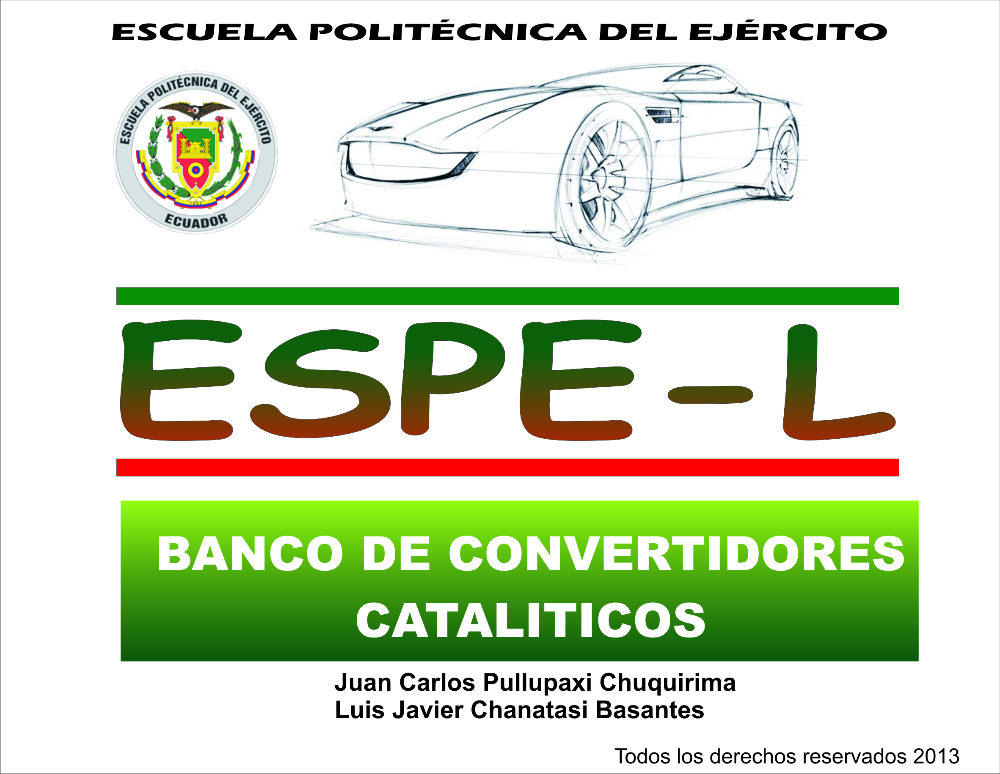 ESCUELA POLITÉCNICA DEL EJÉRCITO
ESCUELA POLITÉCNICA DEL EJÉRCITO
1922
ECUADOR
ESPE-L
BANCO DE CONVERTIDORES
CATALITICOS
Juan Carlos Pullupaxi Chuquirima
Luis Javier Chanatasi Basantes
Todos los derechos reservados 2013